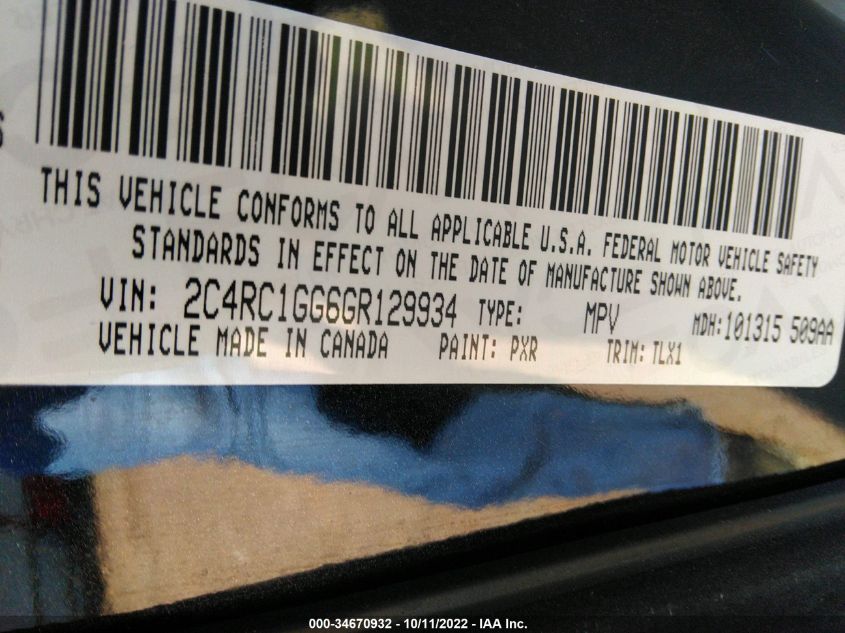 THIS VEHICLE CONFORMS TO ALL APPLICABLE U.S.A. FEDERAL MOTOR VEHICLE SAFETY
STANDARDS IN EFFECT ON THE DATE OF MANUFACTURE SHOWN ABOVE.
VIN: 2C4RC1GG6GR129934 TYPE: MPV MDH:101315 509AA
VEHICLE MADE IN CANADA PAINT: PXR TRIM: TLX1
000-34670932 - 10/11/2022 - IAA Inc.